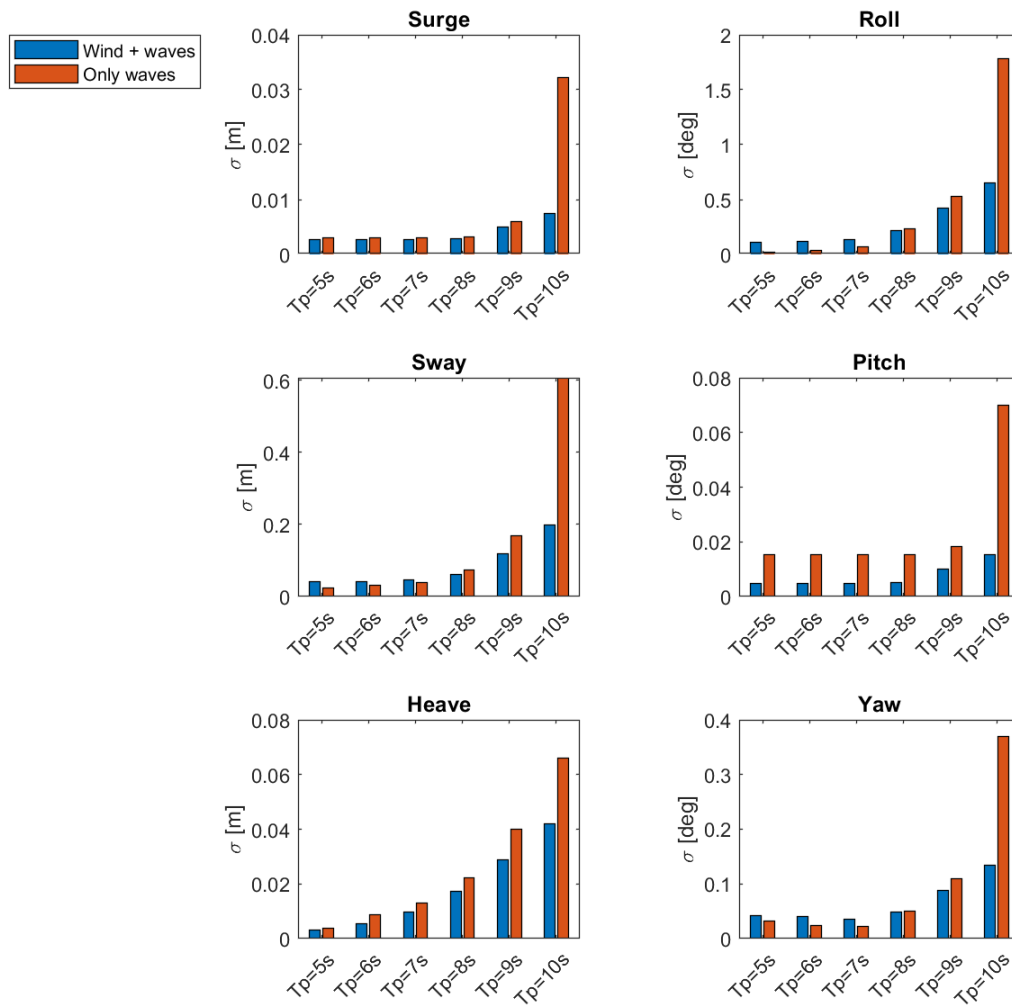 Wind + waves
Only waves
Surge
σ [m]
0.04
0.03
0.02
0.01
0
Tp=5s
Tp=6s
Tp=7s
Tp=8s
Tp=9s
Tp=10s
Roll
σ [deg]
2
1.5
1
0.5
0
Tp=5s
Tp=6s
Tp=7s
Tp=8s
Tp=9s
Tp=10s
Sway
σ [m]
0.6
0.4
0.2
0
Tp=5s
Tp=6s
Tp=7s
Tp=8s
Tp=9s
Tp=10s
Pitch
σ [deg]
0.08
0.06
0.04
0.02
0
Tp=5s
Tp=6s
Tp=7s
Tp=8s
Tp=9s
Tp=10s
Heave
σ [m]
0.08
0.06
0.04
0.02
0
Tp=5s
Tp=6s
Tp=7s
Tp=8s
Tp=9s
Tp=10s
Yaw
σ [deg]
0.4
0.3
0.2
0.1
0
Tp=5s
Tp=6s
Tp=7s
Tp=8s
Tp=9s
Tp=10s